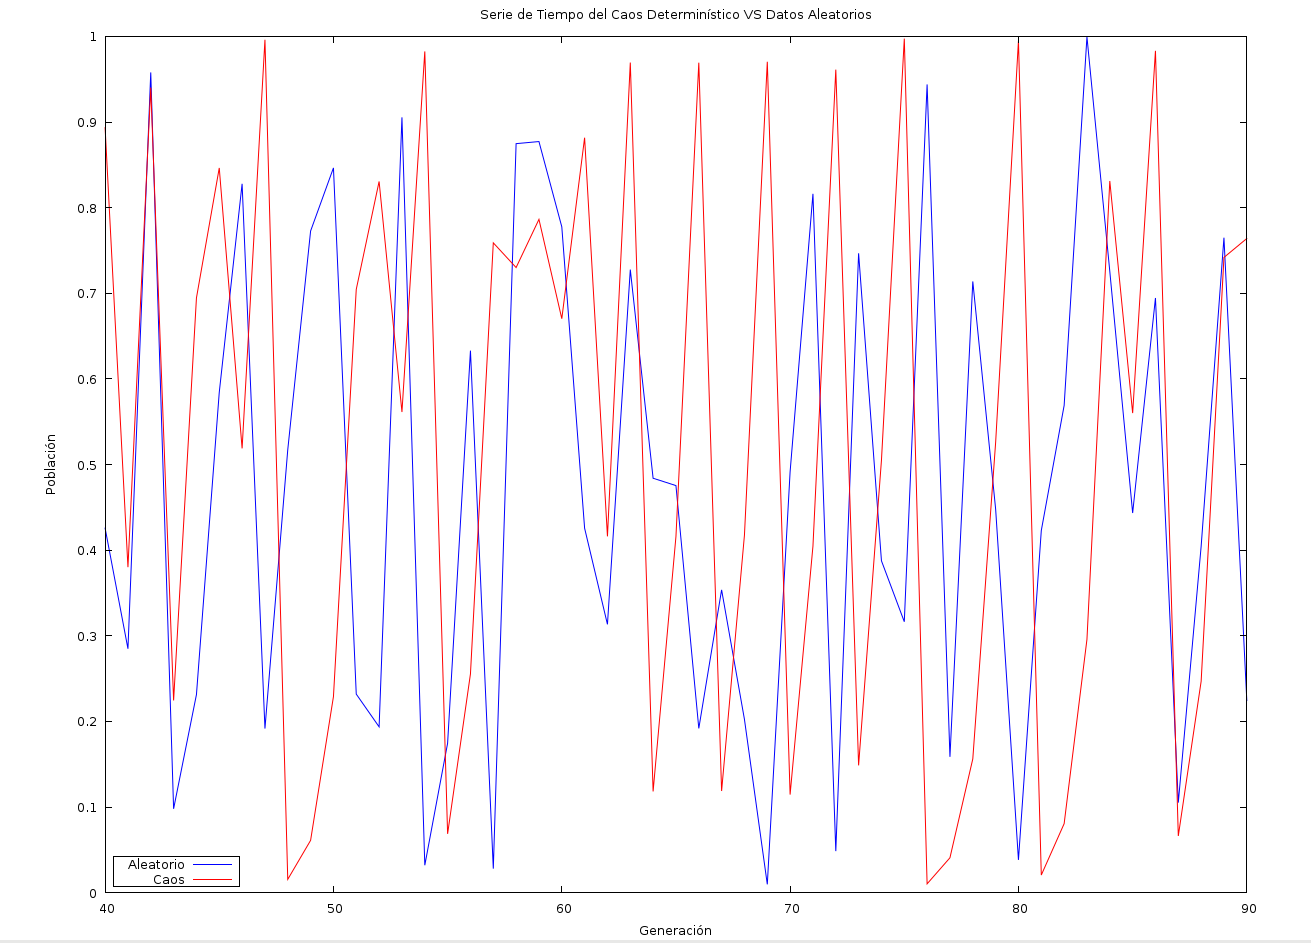 Serie de Tiempo del Caos Determinístico VS Datos Aleatorios
1
0.9
0.8
0.7
0.6
0.5
0.4
0.3
0.2
0.1
0
Población
Aleatorio
Caos
40 50 60 70 80 90
Generación